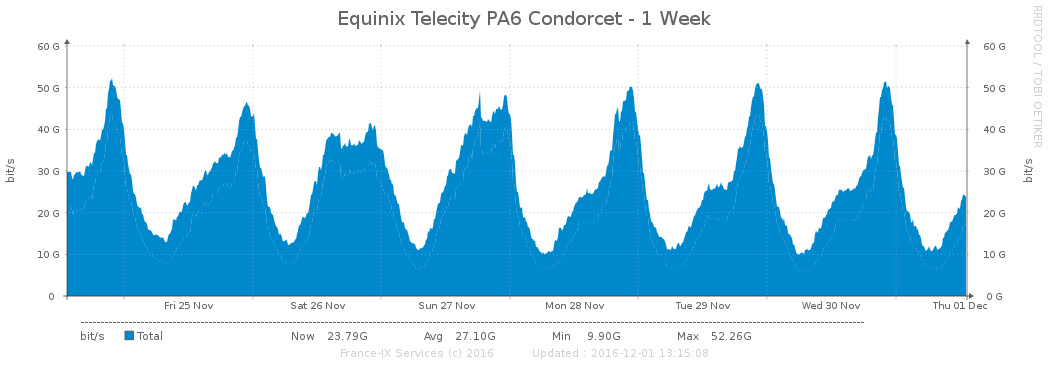 Equinix Telecity PA6 Condorcet - 1 Week
RRDTOOL / TOBI OETIKER
bit/s
bit/s
60 G 60 G
50 G 50 G
40 G 40 G
30 G 30 G
20 G 20 G
10 G 10 G
0 0 G
Fri 25 Nov Sat 26 Nov Sun 27 Nov Mon 28 Nov Tue 29 Nov Wed 30 Nov Thu 01 Dec
bit/s Total Now 23.79G Avg 27.10G Min 9.90G Max 52.26G
France-IX Services (c) 2016 Updated : 2016-12-01 13:15:08